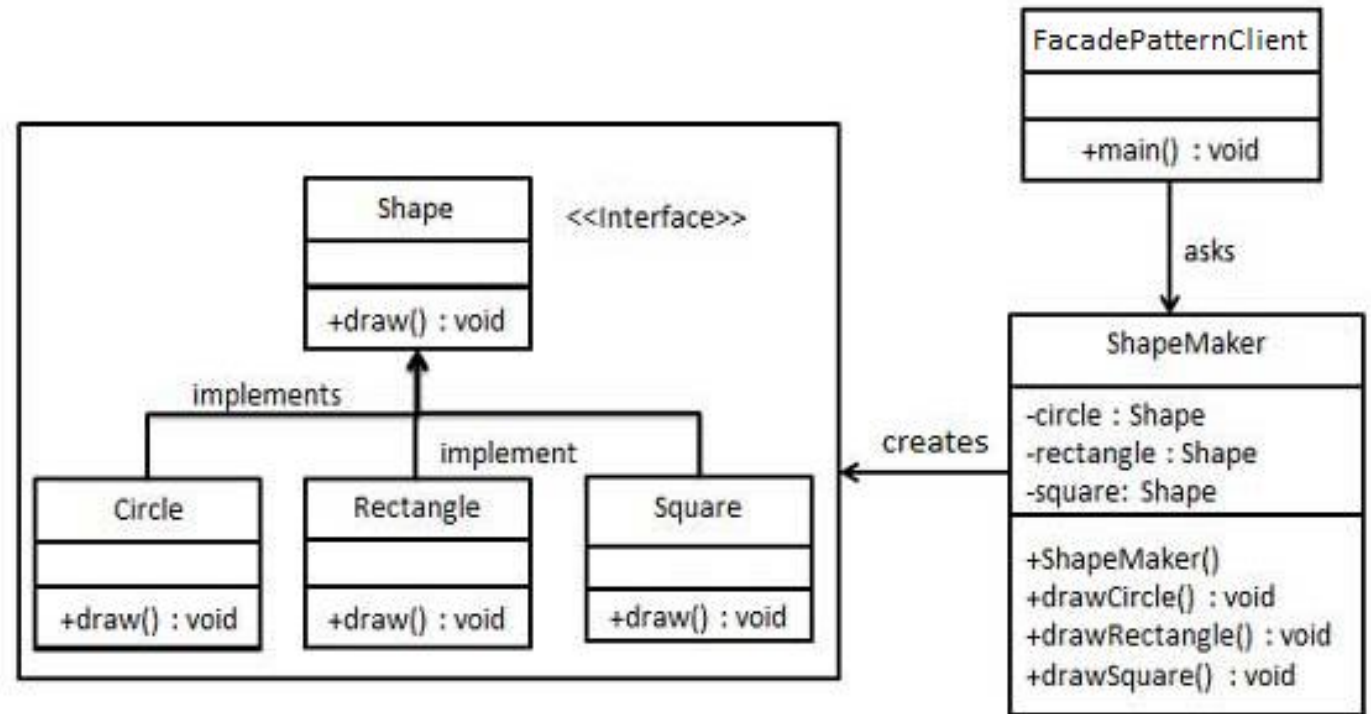 FacadePatternClient
+main() : void
asks
Shape
<<Interface>>
+draw() : void
implements
implement
Circle
+draw() : void
Rectangle
+draw() : void
Square
+draw() : void
creates
ShapeMaker
-circle : Shape
-rectangle : Shape
-square: Shape
+ShapeMaker()
+drawCircle() : void
+drawRectangle() : void
+drawSquare() : void